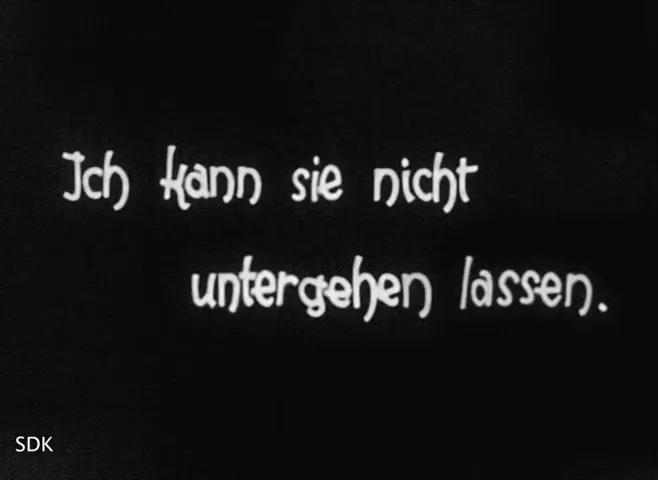 Ich kann sie nicht
untergehen lassen.
SDK